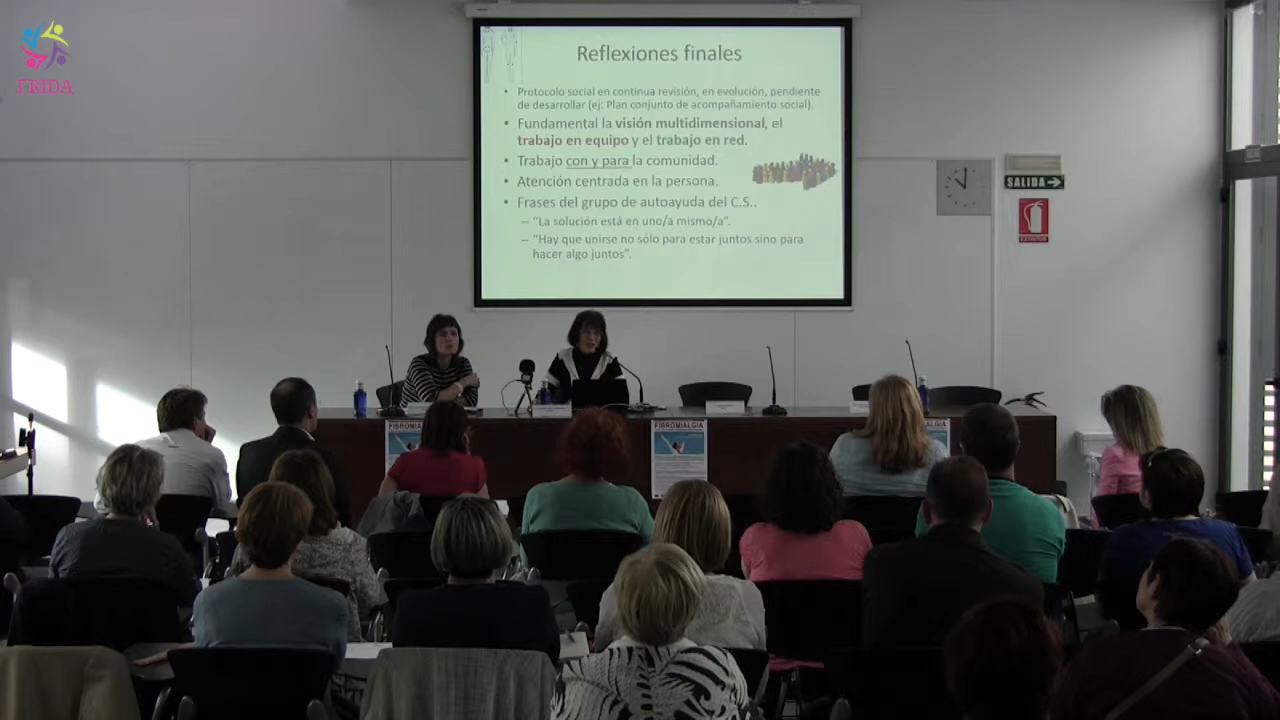 FRIDA
Reflexiones finales
• Protocolo social en continua revisión, en evolución, pendiente
de desarrollar (ej: Plan conjunto de acompañamiento social).
• Fundamental la visión multidimensional, el
trabajo en equipo y el trabajo en red.
• Trabajo con y para la comunidad.
• Atención centrada en la persona.
• Frases del grupo de autoayuda del C.S..
– “La solución está en uno/a mismo/a”.
– “Hay que unirse no sólo para estar juntos sino para
hacer algo juntos”.
SALIDA
EXTINTOR
FIBROMIALGIA
FIBROMIALGIA
ALGIA